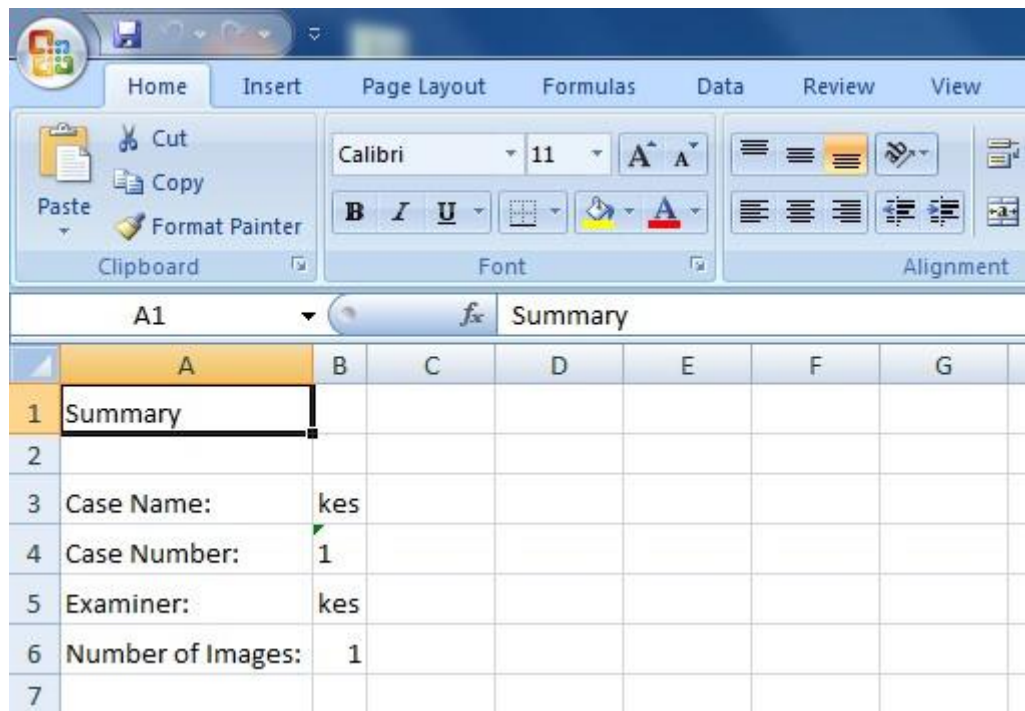 Home Insert Page Layout Formulas Data Review View
Cut
Copy
Paste
Format Painter
Clipboard
Calibri 11 A A
B I U A
Font
a
Alignment
A1 fx Summary
A B C D E F G
1 Summary
2
3 Case Name: kes
4 Case Number: 1
5 Examiner: kes
6 Number of Images: 1
7